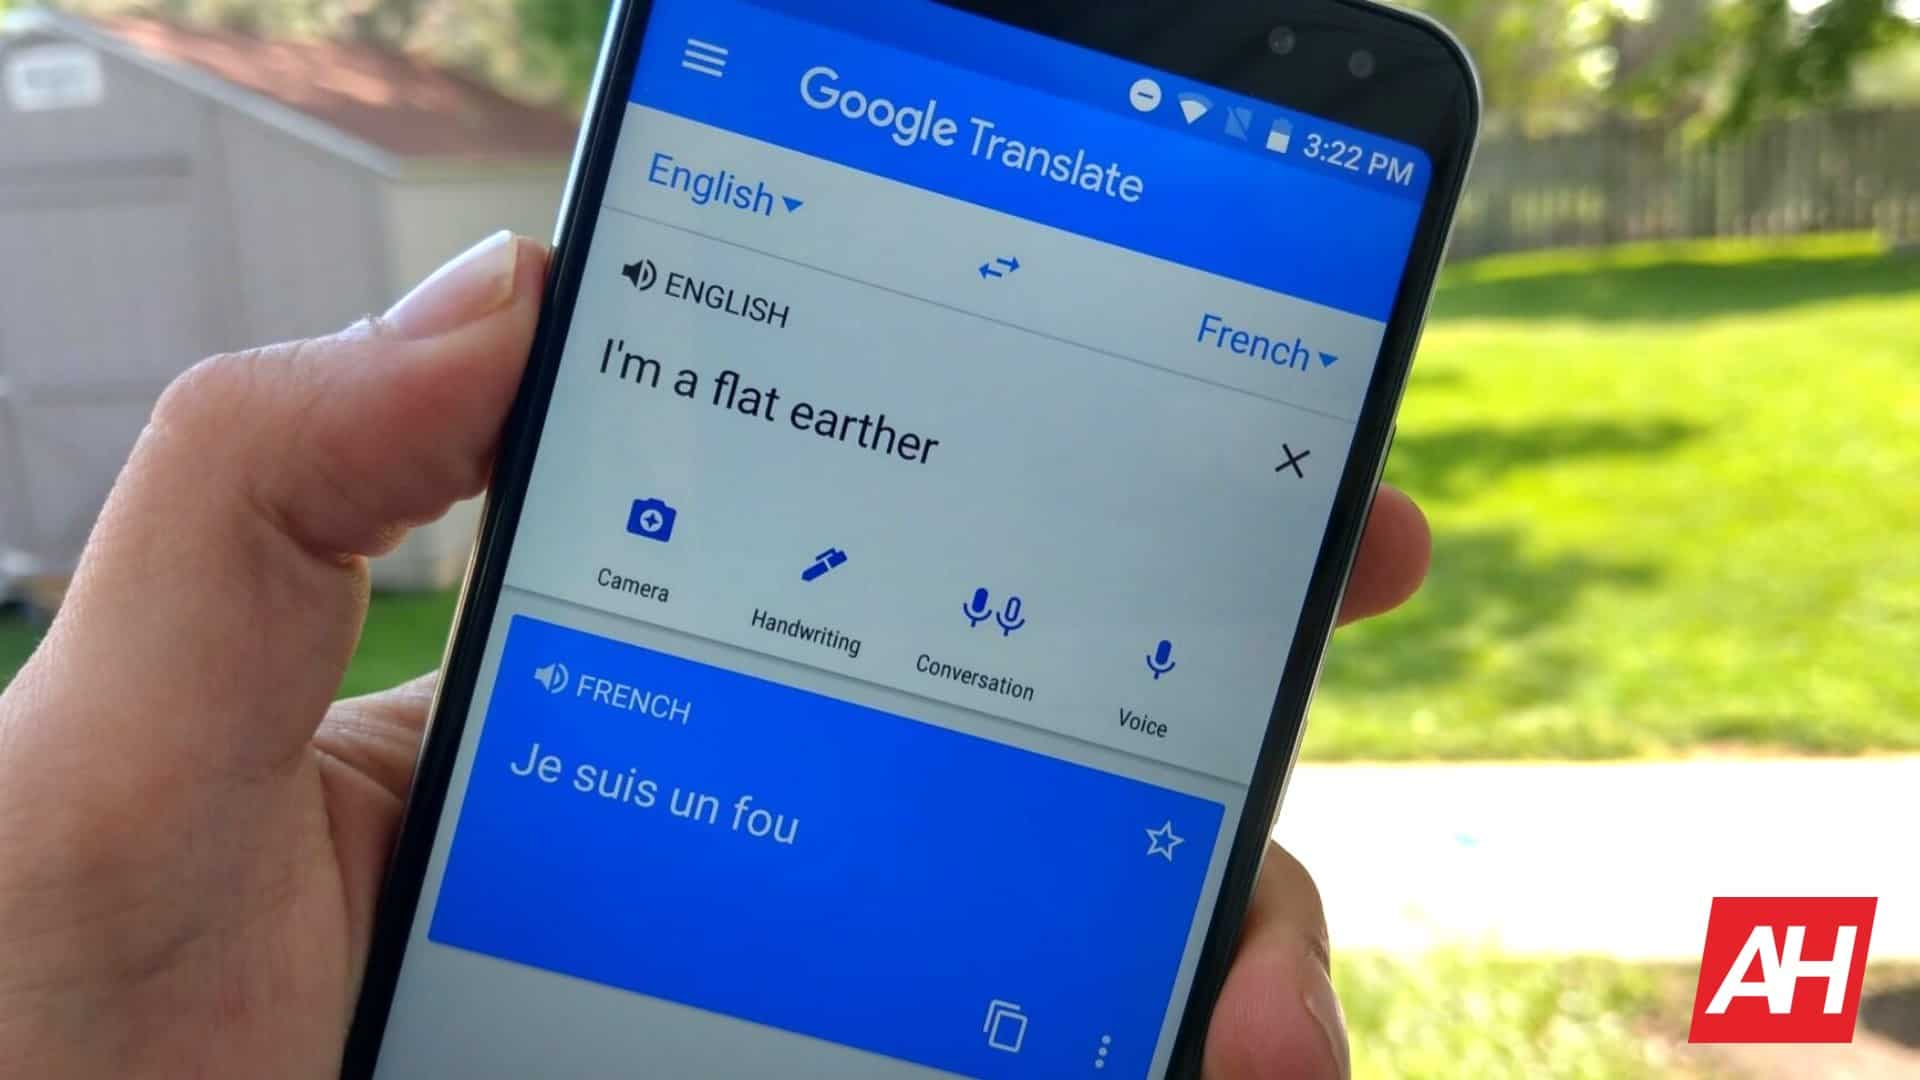 3:22 PM
Google Translate
English
French
ENGLISH
I'm a flat earther
Camera
Handwriting
Conversation
Voice
FRENCH
Je suis un fou
AH